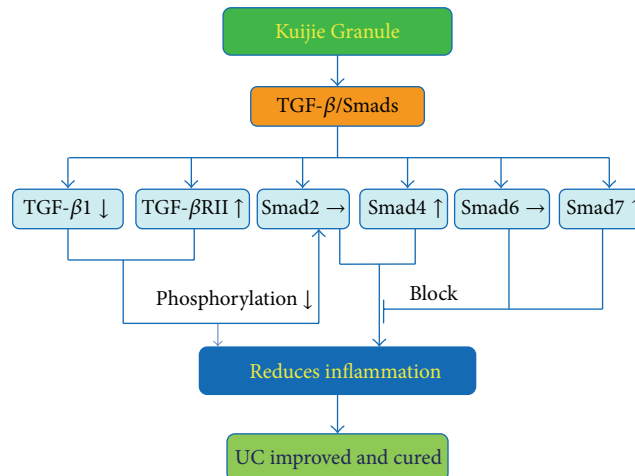 Kuijie Granule
TGF-β/Smads
TGF-β1 ↓
TGF-βRII ↑
Smad2 →
Smad4 ↑
Smad6 →
Smad7 ↑
Phosphorylation ↓
Block
Reduces inflammation
UC improved and cured